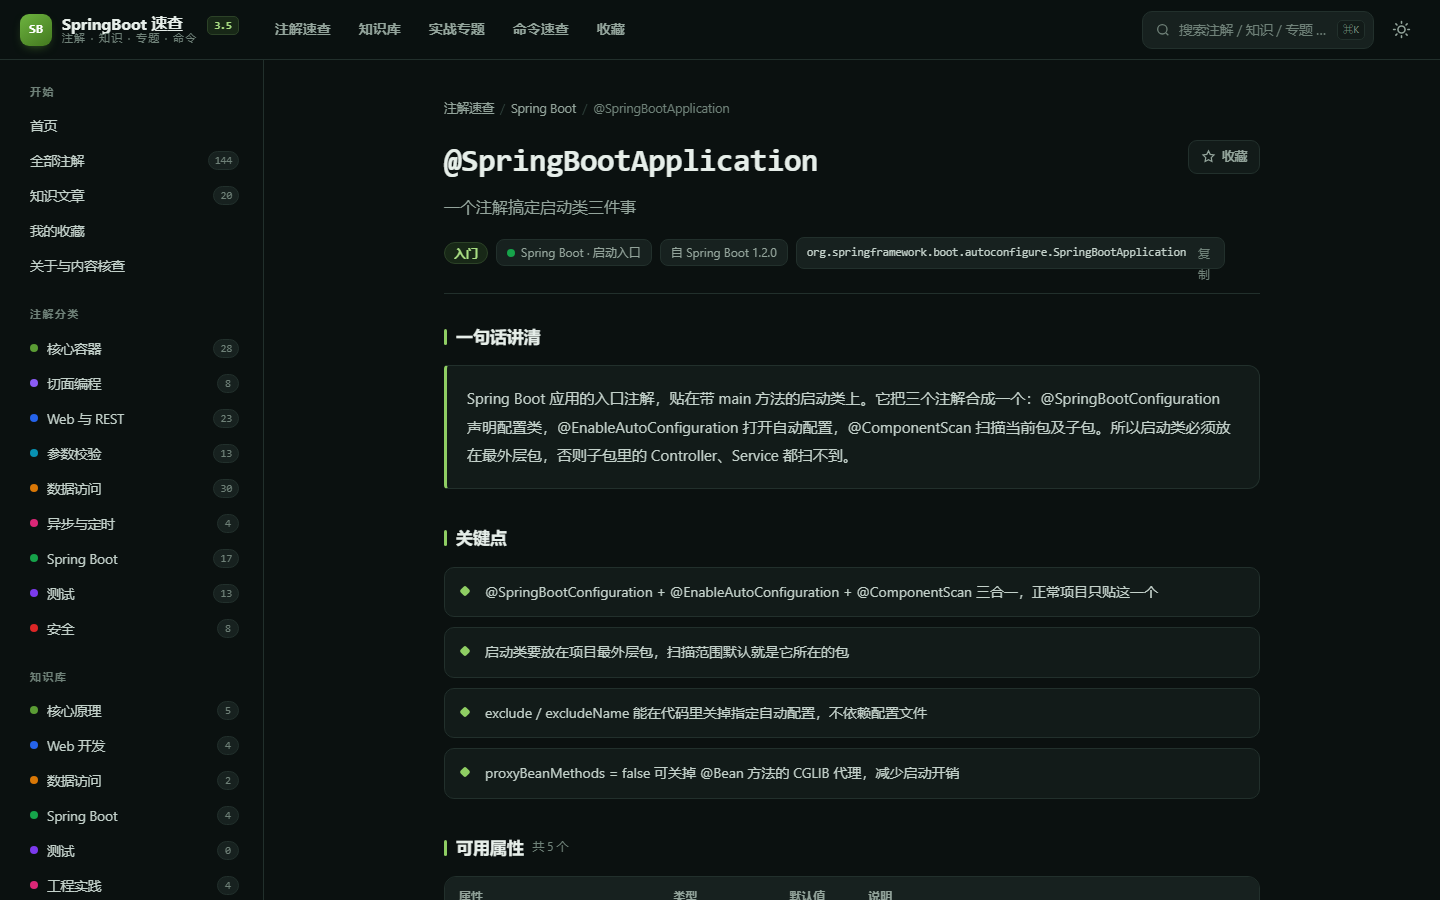 SB
SpringBoot 速查
3.5
注解 · 知识 · 专题 · 命令
注解速查
知识库
实战专题
命令速查
收藏
搜索注解 / 知识 / 专题 ...
⌘K
开始
首页
全部注解
144
知识文章
20
我的收藏
关于与内容核查
注解分类
核心容器
28
切面编程
8
Web 与 REST
23
参数校验
13
数据访问
30
异步与定时
4
Spring Boot
17
测试
13
安全
8
知识库
核心原理
5
Web 开发
4
数据访问
2
Spring Boot
4
测试
0
工程实践
4
注解速查 / Spring Boot / @SpringBootApplication
@SpringBootApplication
收藏
一个注解搞定启动类三件事
入门
Spring Boot · 启动入口
自 Spring Boot 1.2.0
org.springframework.boot.autoconfigure.SpringBootApplication
复
制
一句话讲清
Spring Boot 应用的入口注解，贴在带 main 方法的启动类上。它把三个注解合成一个：@SpringBootConfiguration
声明配置类，@EnableAutoConfiguration 打开自动配置，@ComponentScan 扫描当前包及子包。所以启动类必须放
在最外层包，否则子包里的 Controller、Service 都扫不到。
关键点
@SpringBootConfiguration + @EnableAutoConfiguration + @ComponentScan 三合一，正常项目只贴这一个
启动类要放在项目最外层包，扫描范围默认就是它所在的包
exclude / excludeName 能在代码里关掉指定自动配置，不依赖配置文件
proxyBeanMethods = false 可关掉 @Bean 方法的 CGLIB 代理，减少启动开销
可用属性
共 5 个
属性
类型
默认值
说明